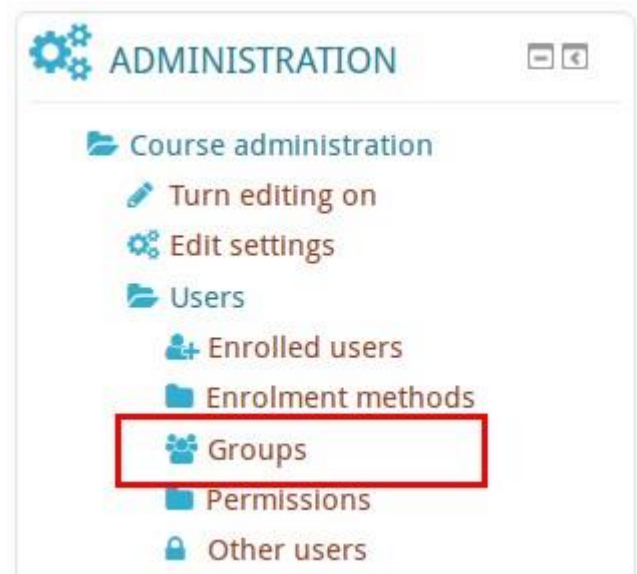 ADMINISTRATION
Course administration
Turn editing on
Edit settings
Users
Enrolled users
Enrolment methods
Groups
Permissions
Other users